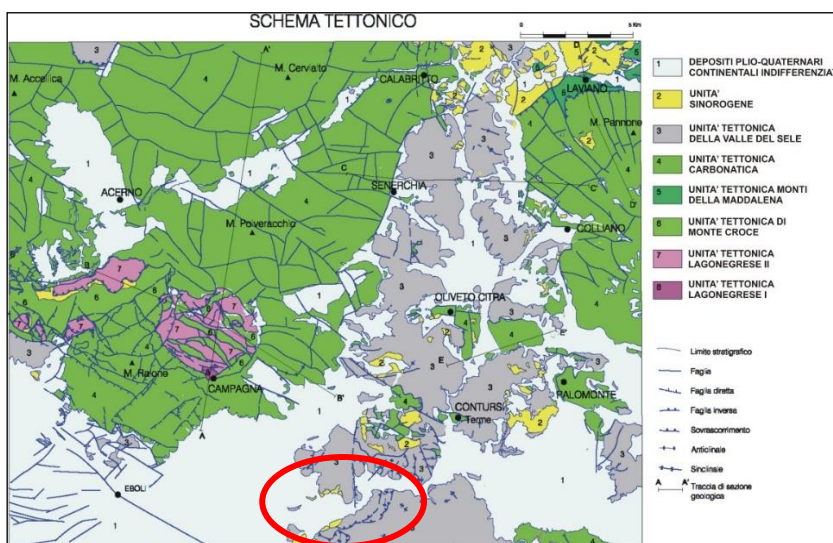 SCHEMA TETTONICO
0 5 Km
M. Accellica
M. Cervialto
CALABRITTO
LAVIANO
M. Pennone
ACERNO
SENERCHIA
M. Polveracchio
COLLIANO
OLIVETO CITRA
M. Raione
CAMPAGNA
CONTURSI
Terme
PALOMONTE
EBOLI
A'
D
C
C'
D'
B
E
E'
B'
A
1 DEPOSITI PLIO-QUATERNARI
CONTINENTALI INDIFFERENZIAT
2 UNITA'
SINOROGENE
3 UNITA' TETTONICA
DELLA VALLE DEL SELE
4 UNITA' TETTONICA
CARBONATICA
5 UNITA' TETTONICA MONTI
DELLA MADDALENA
6 UNITA' TETTONICA DI
MONTE CROCE
7 UNITA' TETTONICA
LAGONEGRESE II
8 UNITA' TETTONICA
LAGONEGRESE I
Limite stratigrafico
Faglia
Faglia diretta
Faglia inversa
Sovrascorrimento
Anticlinale
Sinclinale
A A' Traccia di sezione
geologica